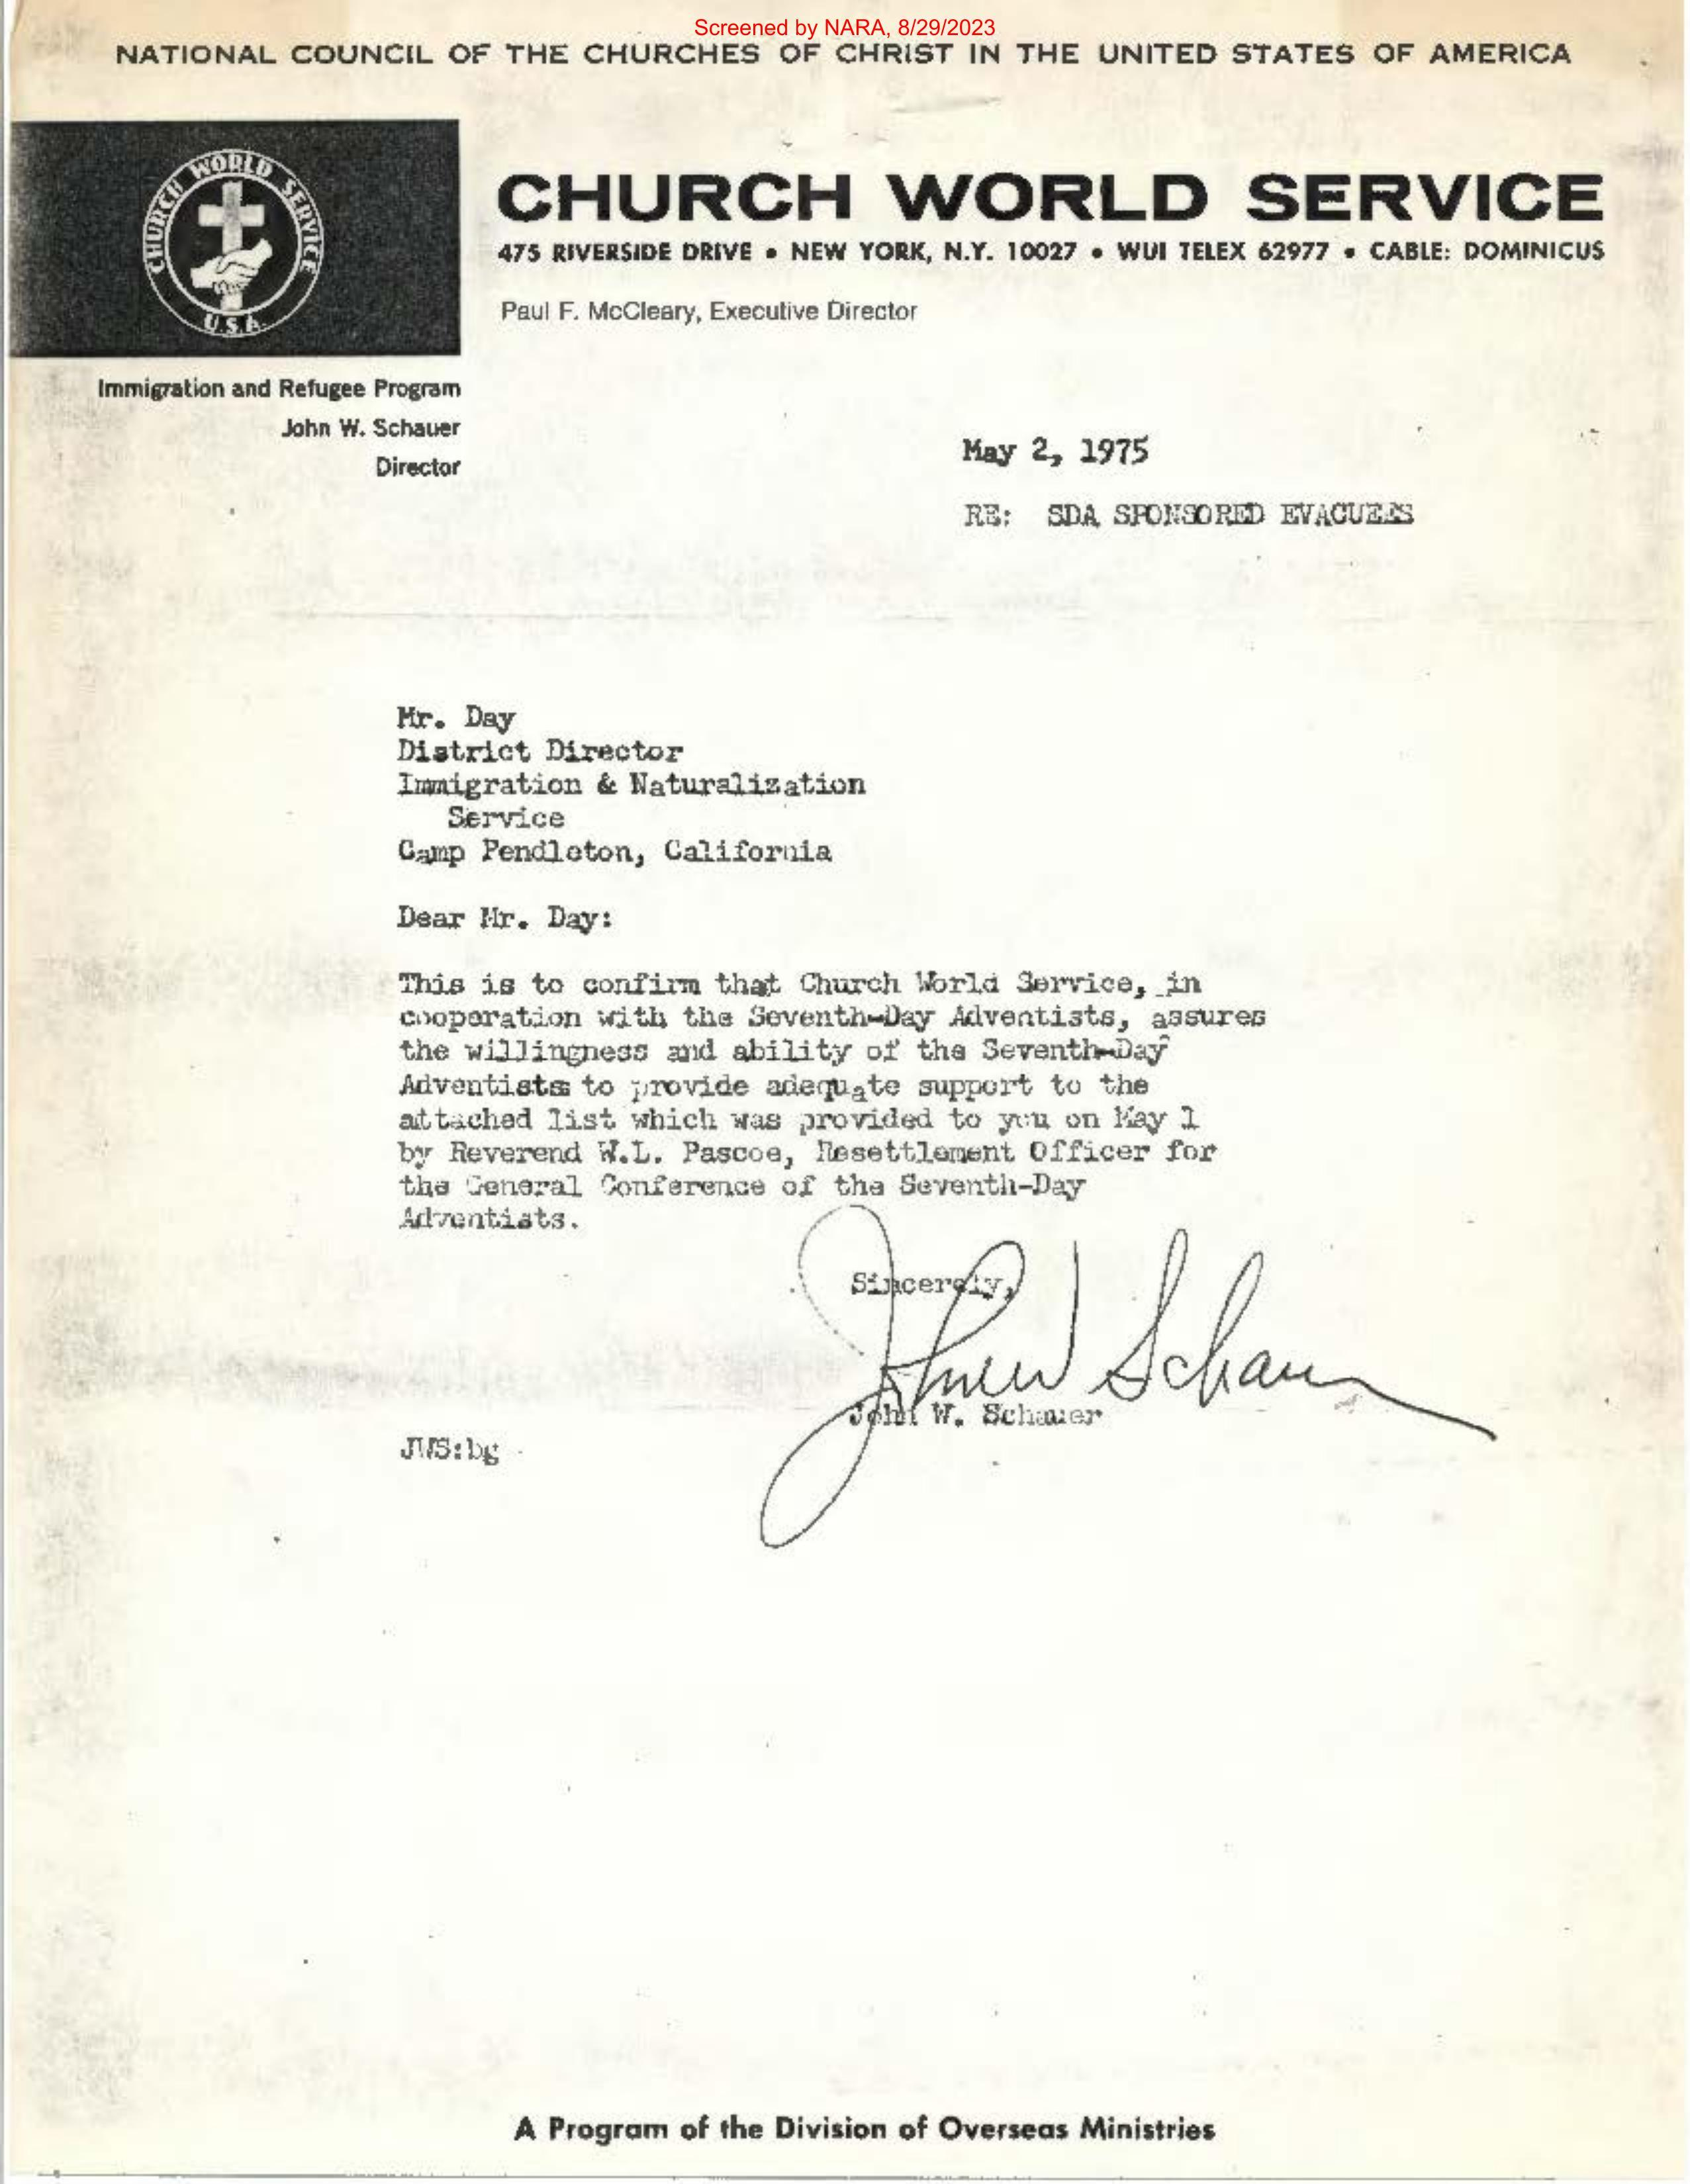 Screened by NARA, 8/29/2023
NATIONAL COUNCIL OF THE CHURCHES OF CHRIST IN THE UNITED STATES OF AMERICA
CHURCH WORLD SERVICE
U.S.A.
CHURCH WORLD SERVICE
475 RIVERSIDE DRIVE • NEW YORK, N.Y. 10027 • WUI TELEX 62977 • CABLE: DOMINICUS
Paul F. McCleary, Executive Director
Immigration and Refugee Program
John W. Schauer
Director
May 2, 1975
RE: SDA SPONSORED EVACUEES
Mr. Day
District Director
Immigration & Naturalization
Service
Camp Pendleton, California
Dear Mr. Day:
This is to confirm that Church World Service, in
cooperation with the Seventh-Day Adventists, assures
the willingness and ability of the Seventh-Day
Adventists to provide adequate support to the
attached list which was provided to you on May 1
by Reverend W.L. Pascoe, Resettlement Officer for
the General Conference of the Seventh-Day
Adventists.
Sincerely,
John W Schauer
John W. Schauer
JWS:bg
A Program of the Division of Overseas Ministries